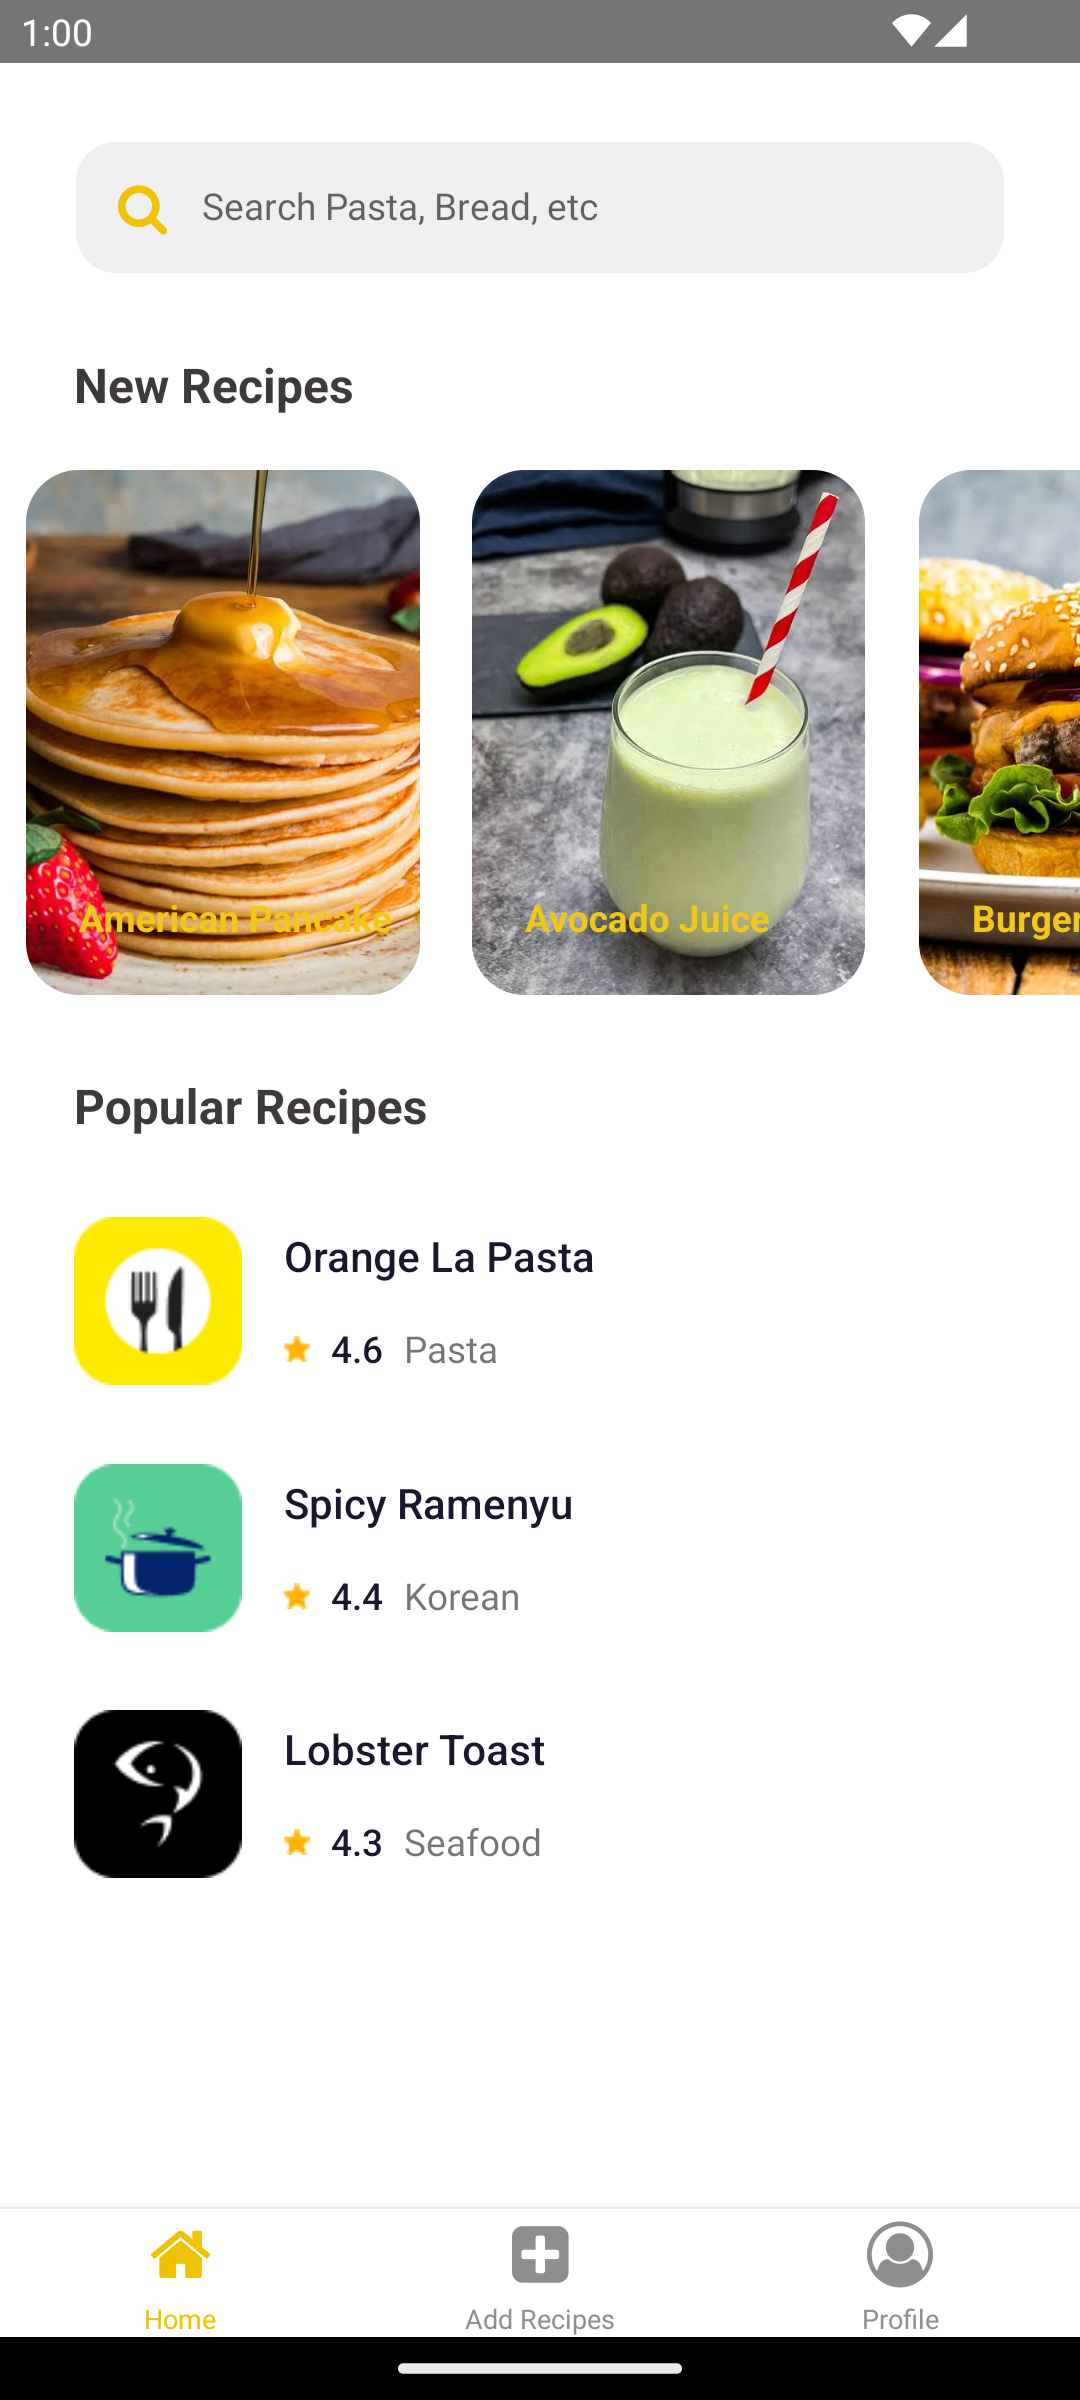 1:00
Search Pasta, Bread, etc
New Recipes
American Pancake
Avocado Juice
Burger
Popular Recipes
Orange La Pasta
4.6 Pasta
Spicy Ramenyu
4.4 Korean
Lobster Toast
4.3 Seafood
Home
Add Recipes
Profile